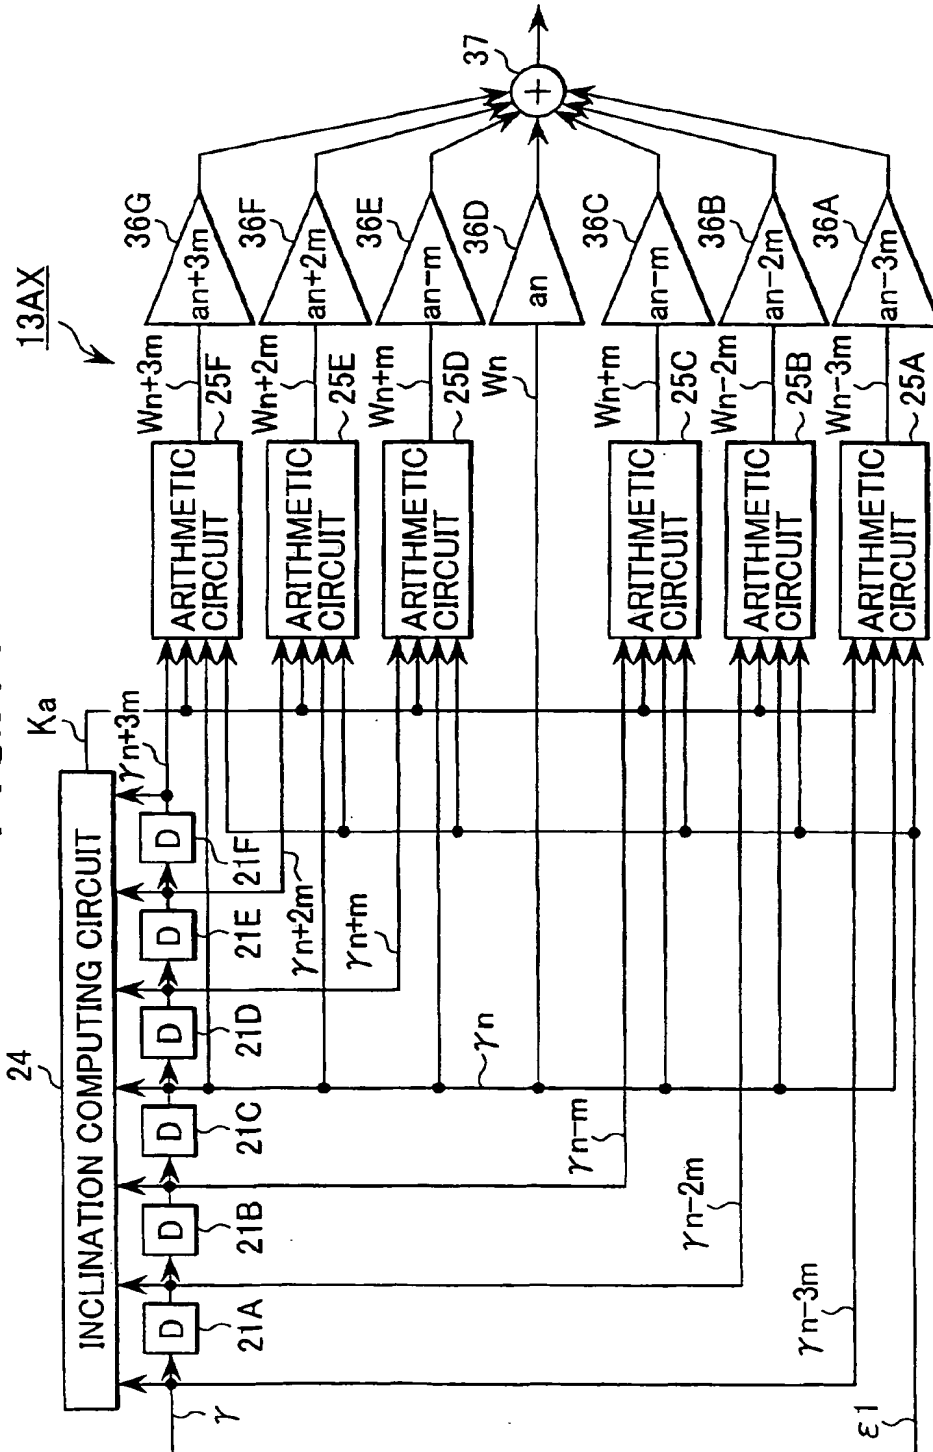 13AX
24
INCLINATION COMPUTING CIRCUIT
Ka
γ
D
D
D
D
D
D
21A
21B
21C
21D
21E
21F
γn+3m
γn+2m
γn+m
γn
γn-m
γn-2m
γn-3m
ε1
ARITHMETIC
CIRCUIT
25F
Wn+3m
an+3m
36G
ARITHMETIC
CIRCUIT
25E
Wn+2m
an+2m
36F
ARITHMETIC
CIRCUIT
25D
Wn+m
an-m
36E
Wn
an
36D
37
+
ARITHMETIC
CIRCUIT
25C
Wn+m
an-m
36C
ARITHMETIC
CIRCUIT
25B
Wn-2m
an-2m
36B
ARITHMETIC
CIRCUIT
25A
Wn-3m
an-3m
36A